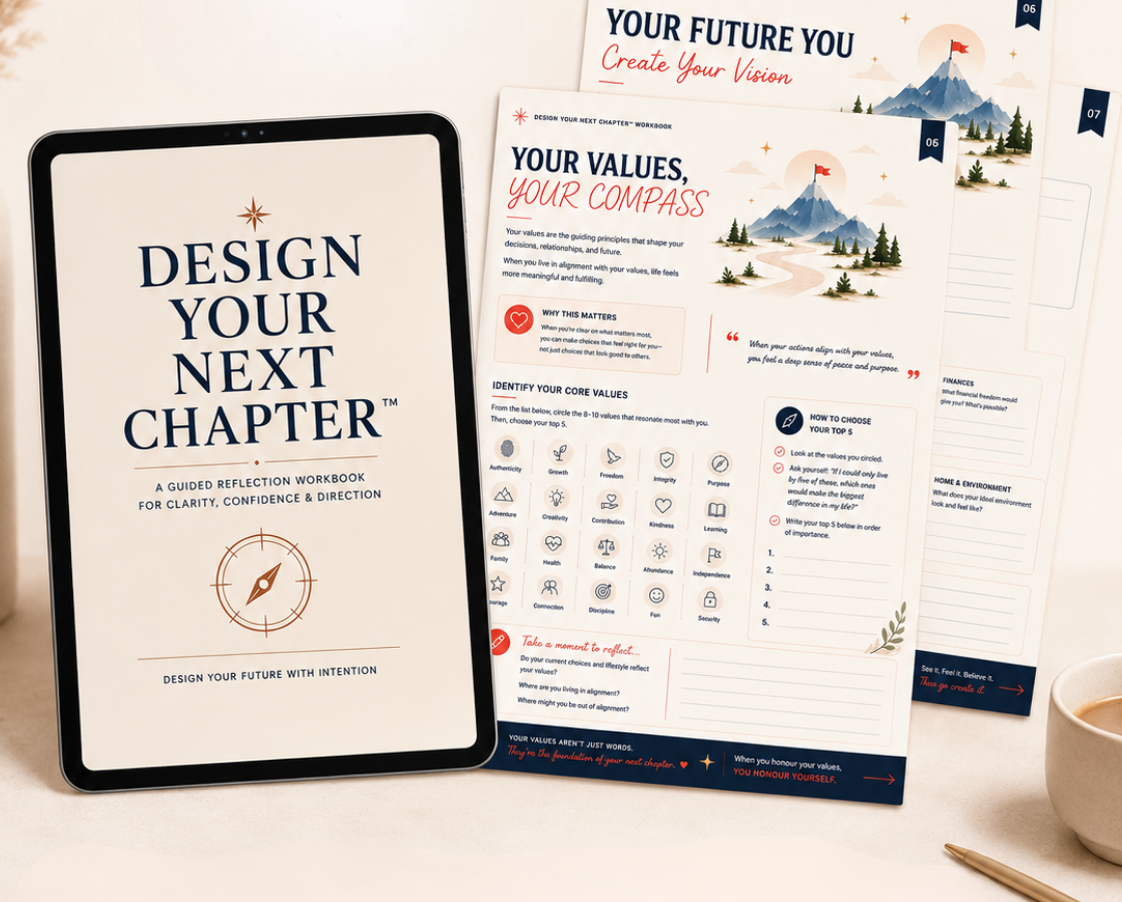 DESIGN
YOUR
NEXT
CHAPTER™
A GUIDED REFLECTION WORKBOOK
FOR CLARITY, CONFIDENCE & DIRECTION
DESIGN YOUR FUTURE WITH INTENTION
YOUR FUTURE YOU
Create Your Vision
06
07
DESIGN YOUR NEXT CHAPTER™ WORKBOOK
05
YOUR VALUES,
YOUR COMPASS
Your values are the guiding principles that shape your
decisions, relationships, and future.
When you live in alignment with your values, life feels
more meaningful and fulfilling.
WHY THIS MATTERS
When you're clear on what matters most,
you can make choices that feel right for you—
not just choices that look good to others.
“ When your actions align with your values,
you feel a deep sense of peace and purpose. ”
IDENTIFY YOUR CORE VALUES
From the list below, circle the 8–10 values that resonate most with you.
Then, choose your top 5.
Authenticity Growth Freedom Integrity Purpose
Adventure Creativity Contribution Kindness Learning
Family Health Balance Abundance Independence
urage Connection Discipline Fun Security
HOW TO CHOOSE
YOUR TOP 5
Look at the values you circled.
Ask yourself: "If I could only live
by five of these, which ones
would make the biggest
difference in my life?"
Write your top 5 below in order
of importance.
1.
2.
3.
4.
5.
Take a moment to reflect...
Do your current choices and lifestyle reflect
your values?
Where are you living in alignment?
Where might you be out of alignment?
YOUR VALUES AREN'T JUST WORDS.
They're the foundation of your next chapter.
When you honour your values,
YOU HONOUR YOURSELF.
FINANCES
What financial freedom would
give you? What's possible?
HOME & ENVIRONMENT
What does your ideal environment
look and feel like?
See it. Feel it. Believe it.
Then go create it.